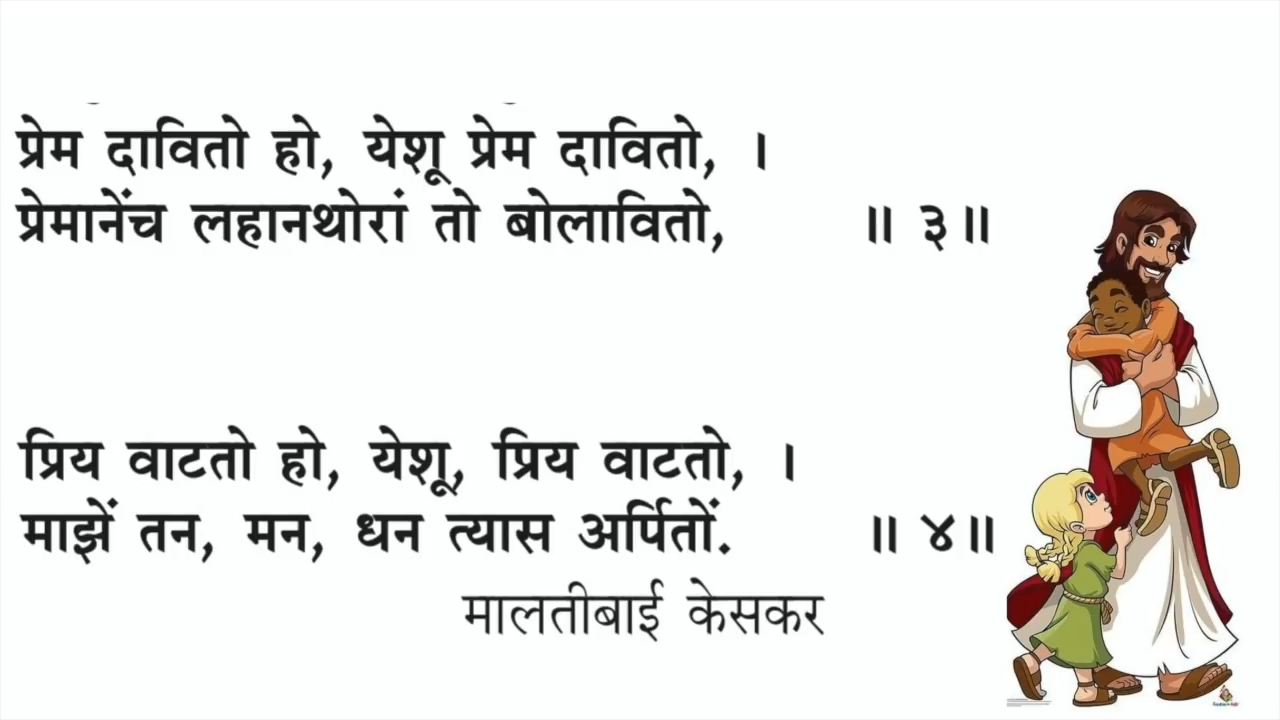 प्रेम दावितो हो, येशू प्रेम दावितो, ।
प्रेमानेंच लहानथोरां तो बोलावितो, ॥ ३ ॥
प्रिय वाटतो हो, येशू, प्रिय वाटतो, ।
माझें तन, मन, धन त्यास अर्पितों. ॥ ४ ॥
मालतीबाई केसकर